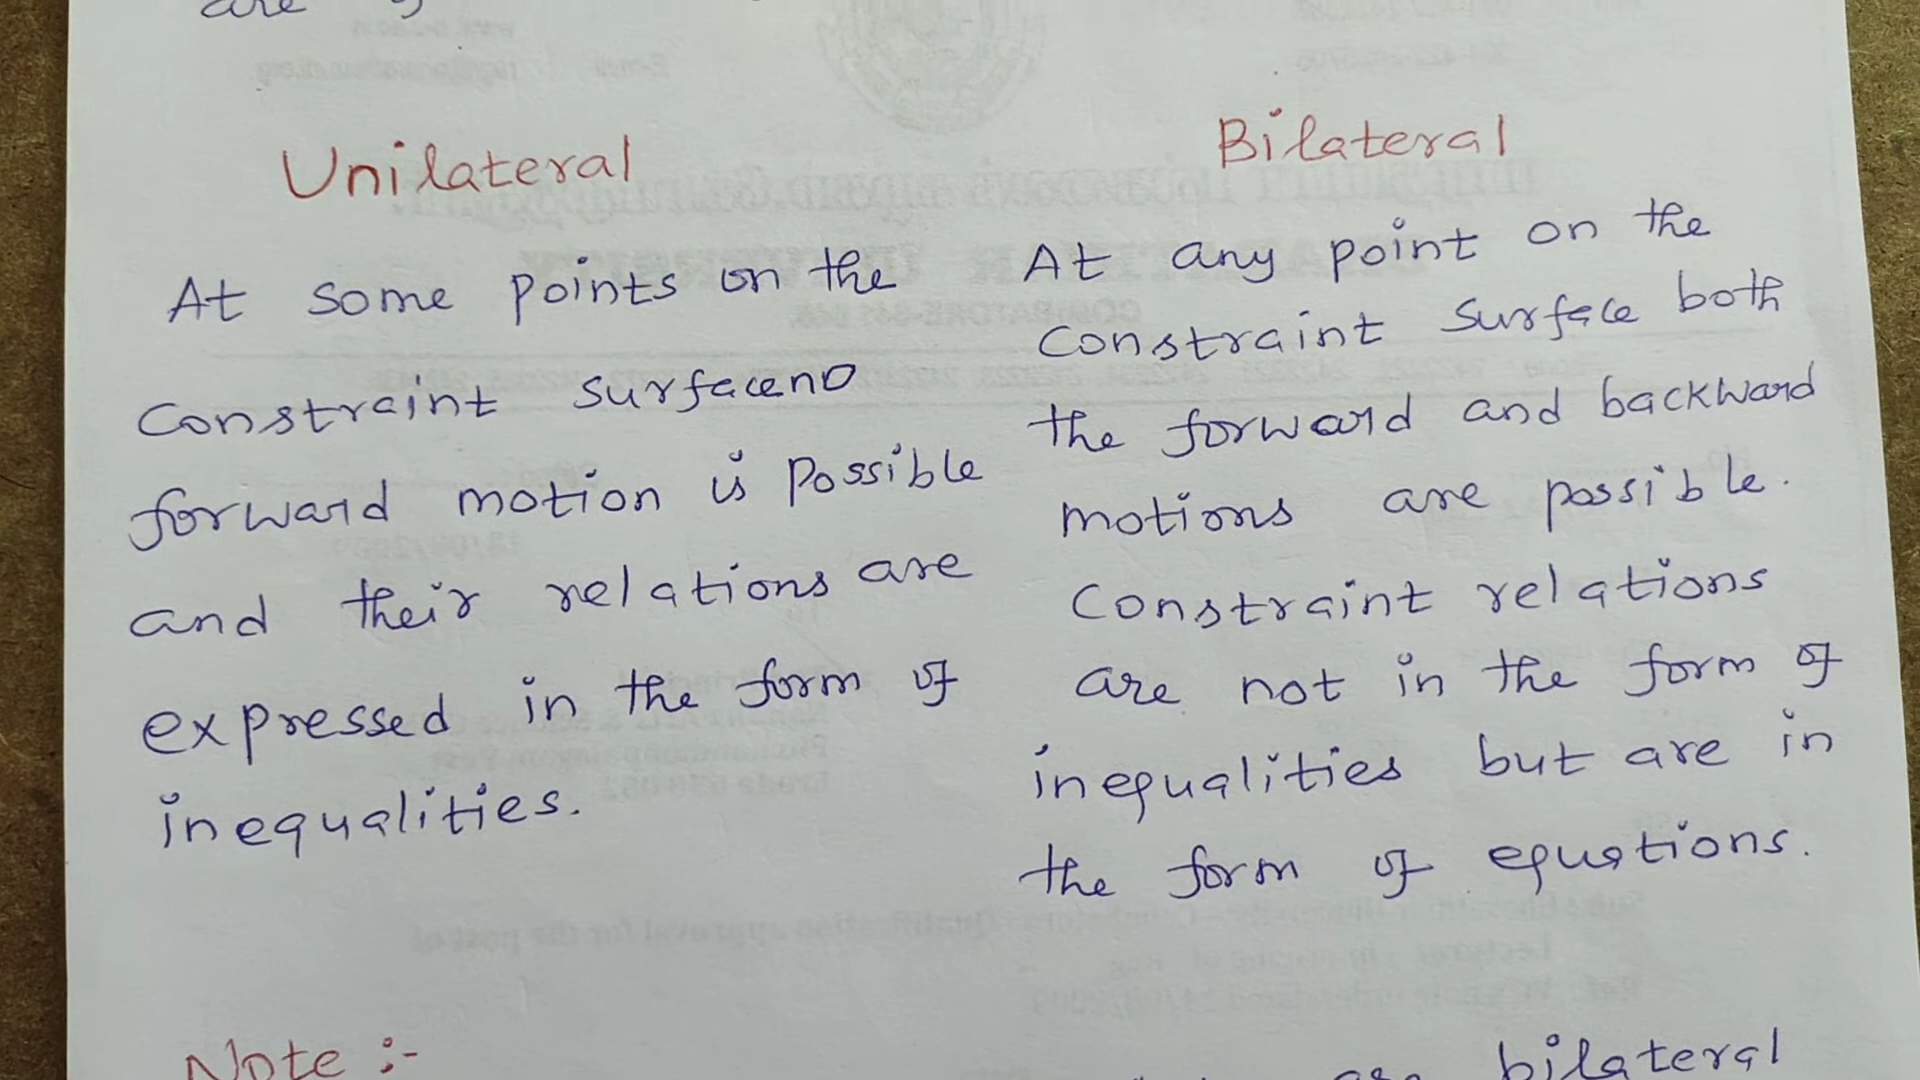 are
Unilateral
At some points on the
constraint surface no
forward motion is possible
and their relations are
expressed in the form of
inequalities.
Bilateral
At any point on the
constraint surface both
the forward and backward
motions are possible.
Constraint relations
are not in the form of
inequalities but are in
the form of equations.
Note :-
are bilateral